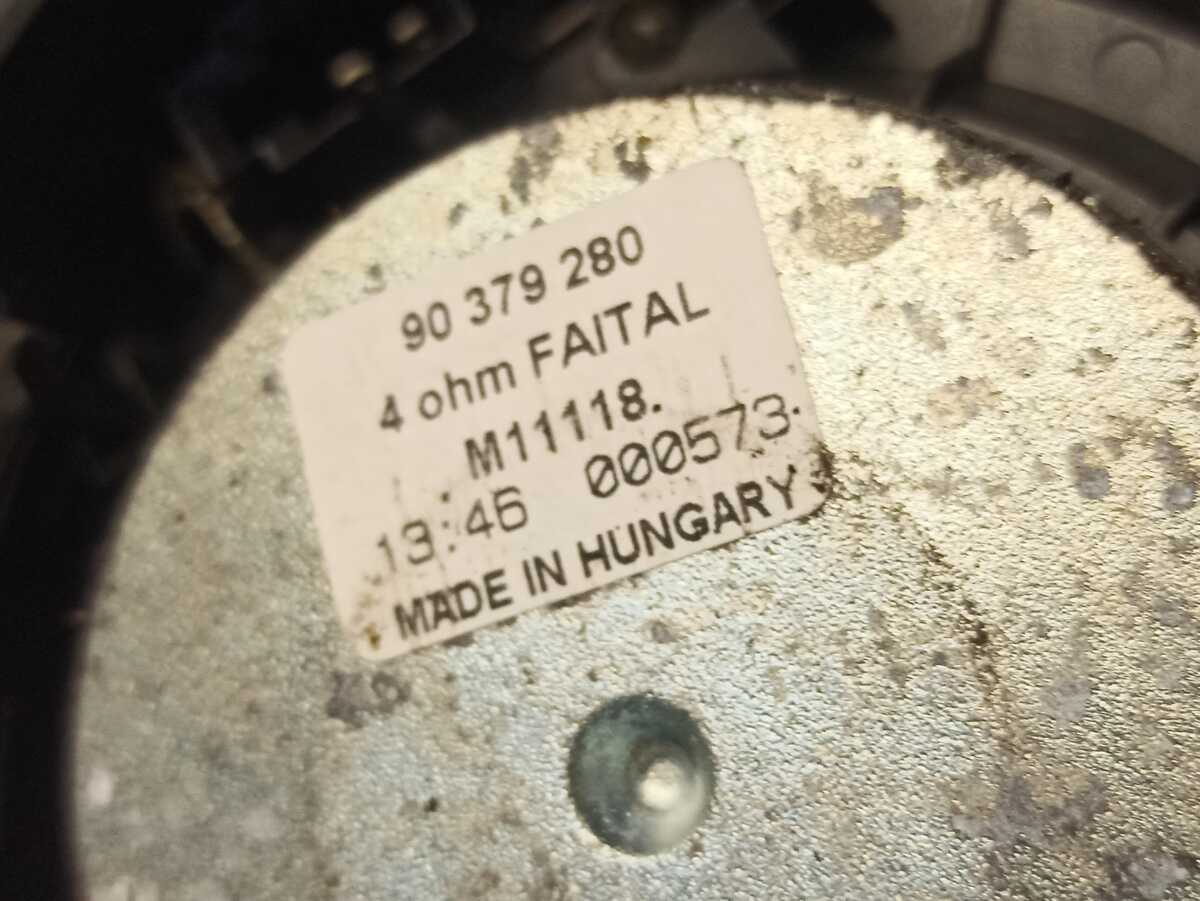 90 379 280
4 ohm FAITAL
M11118.
13:46 000573
MADE IN HUNGARY